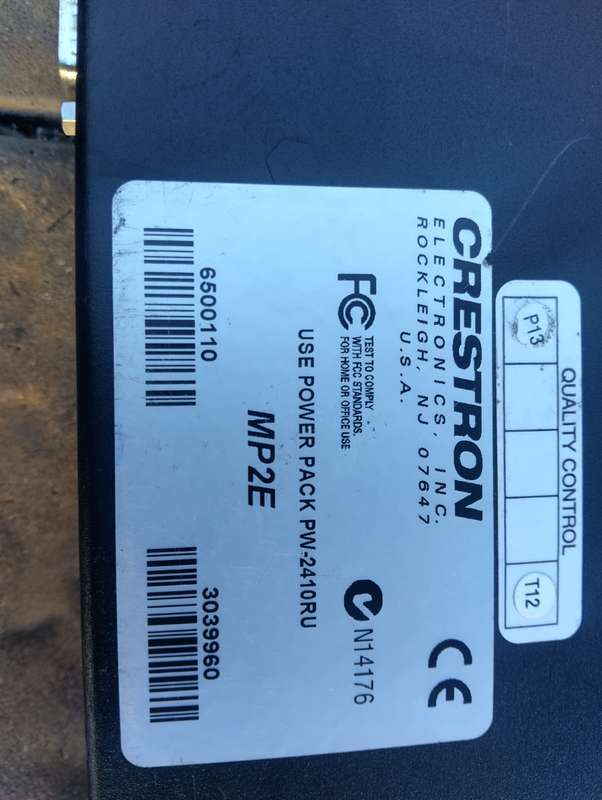 CRESTRON
ELECTRONICS, INC.
ROCKLEIGH, NJ 07647
U.S.A.
CE
FC
TEST TO COMPLY
WITH FCC STANDARDS.
FOR HOME OR OFFICE USE
N14176
USE POWER PACK PW-2410RU
MP2E
6500110
3039960
QUALITY CONTROL
P13
T12